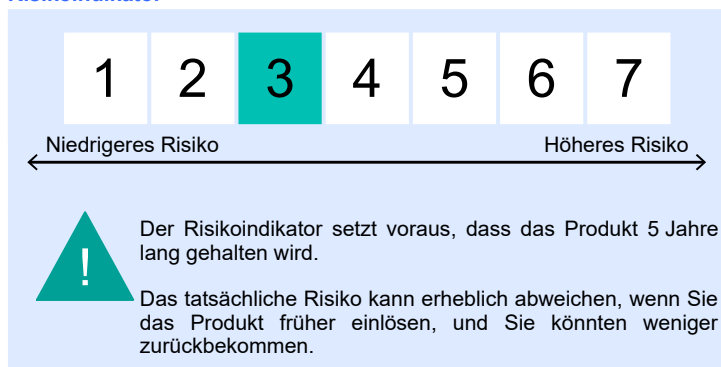 Risikoindikator
1 2 3 4 5 6 7
Niedrigeres Risiko Höheres Risiko
!
Der Risikoindikator setzt voraus, dass das Produkt 5 Jahre
lang gehalten wird.
Das tatsächliche Risiko kann erheblich abweichen, wenn Sie
das Produkt früher einlösen, und Sie könnten weniger
zurückbekommen.